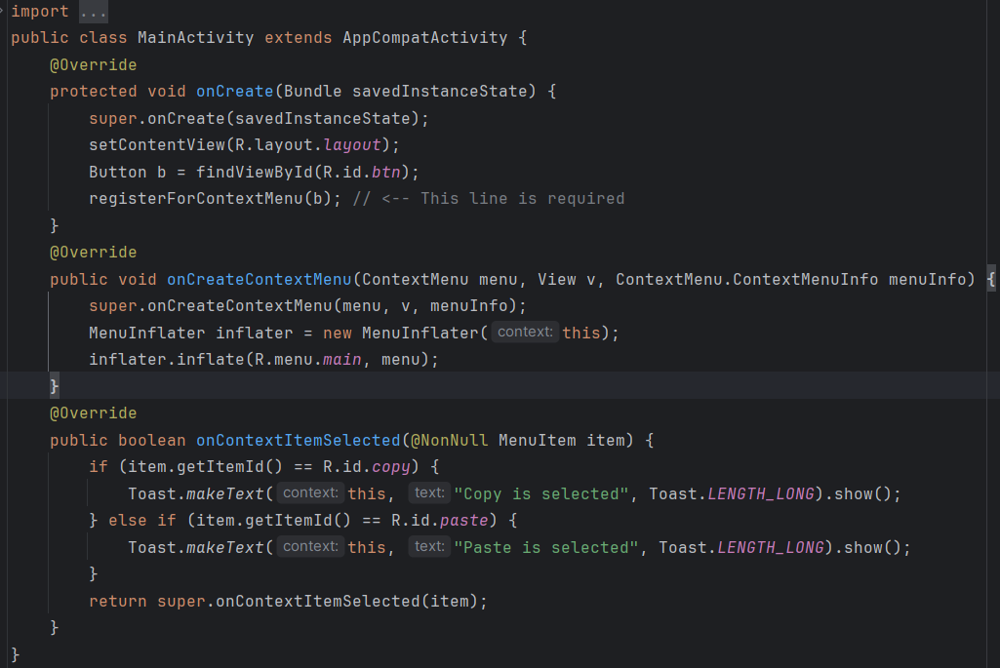 import ...
public class MainActivity extends AppCompatActivity {
@Override
protected void onCreate(Bundle savedInstanceState) {
super.onCreate(savedInstanceState);
setContentView(R.layout.layout);
Button b = findViewById(R.id.btn);
registerForContextMenu(b); // <-- This line is required
}
@Override
public void onCreateContextMenu(ContextMenu menu, View v, ContextMenu.ContextMenuInfo menuInfo) {
super.onCreateContextMenu(menu, v, menuInfo);
MenuInflater inflater = new MenuInflater( context: this);
inflater.inflate(R.menu.main, menu);
}
@Override
public boolean onContextItemSelected(@NonNull MenuItem item) {
if (item.getItemId() == R.id.copy) {
Toast.makeText( context: this, text: "Copy is selected", Toast.LENGTH_LONG).show();
} else if (item.getItemId() == R.id.paste) {
Toast.makeText( context: this, text: "Paste is selected", Toast.LENGTH_LONG).show();
}
return super.onContextItemSelected(item);
}
}